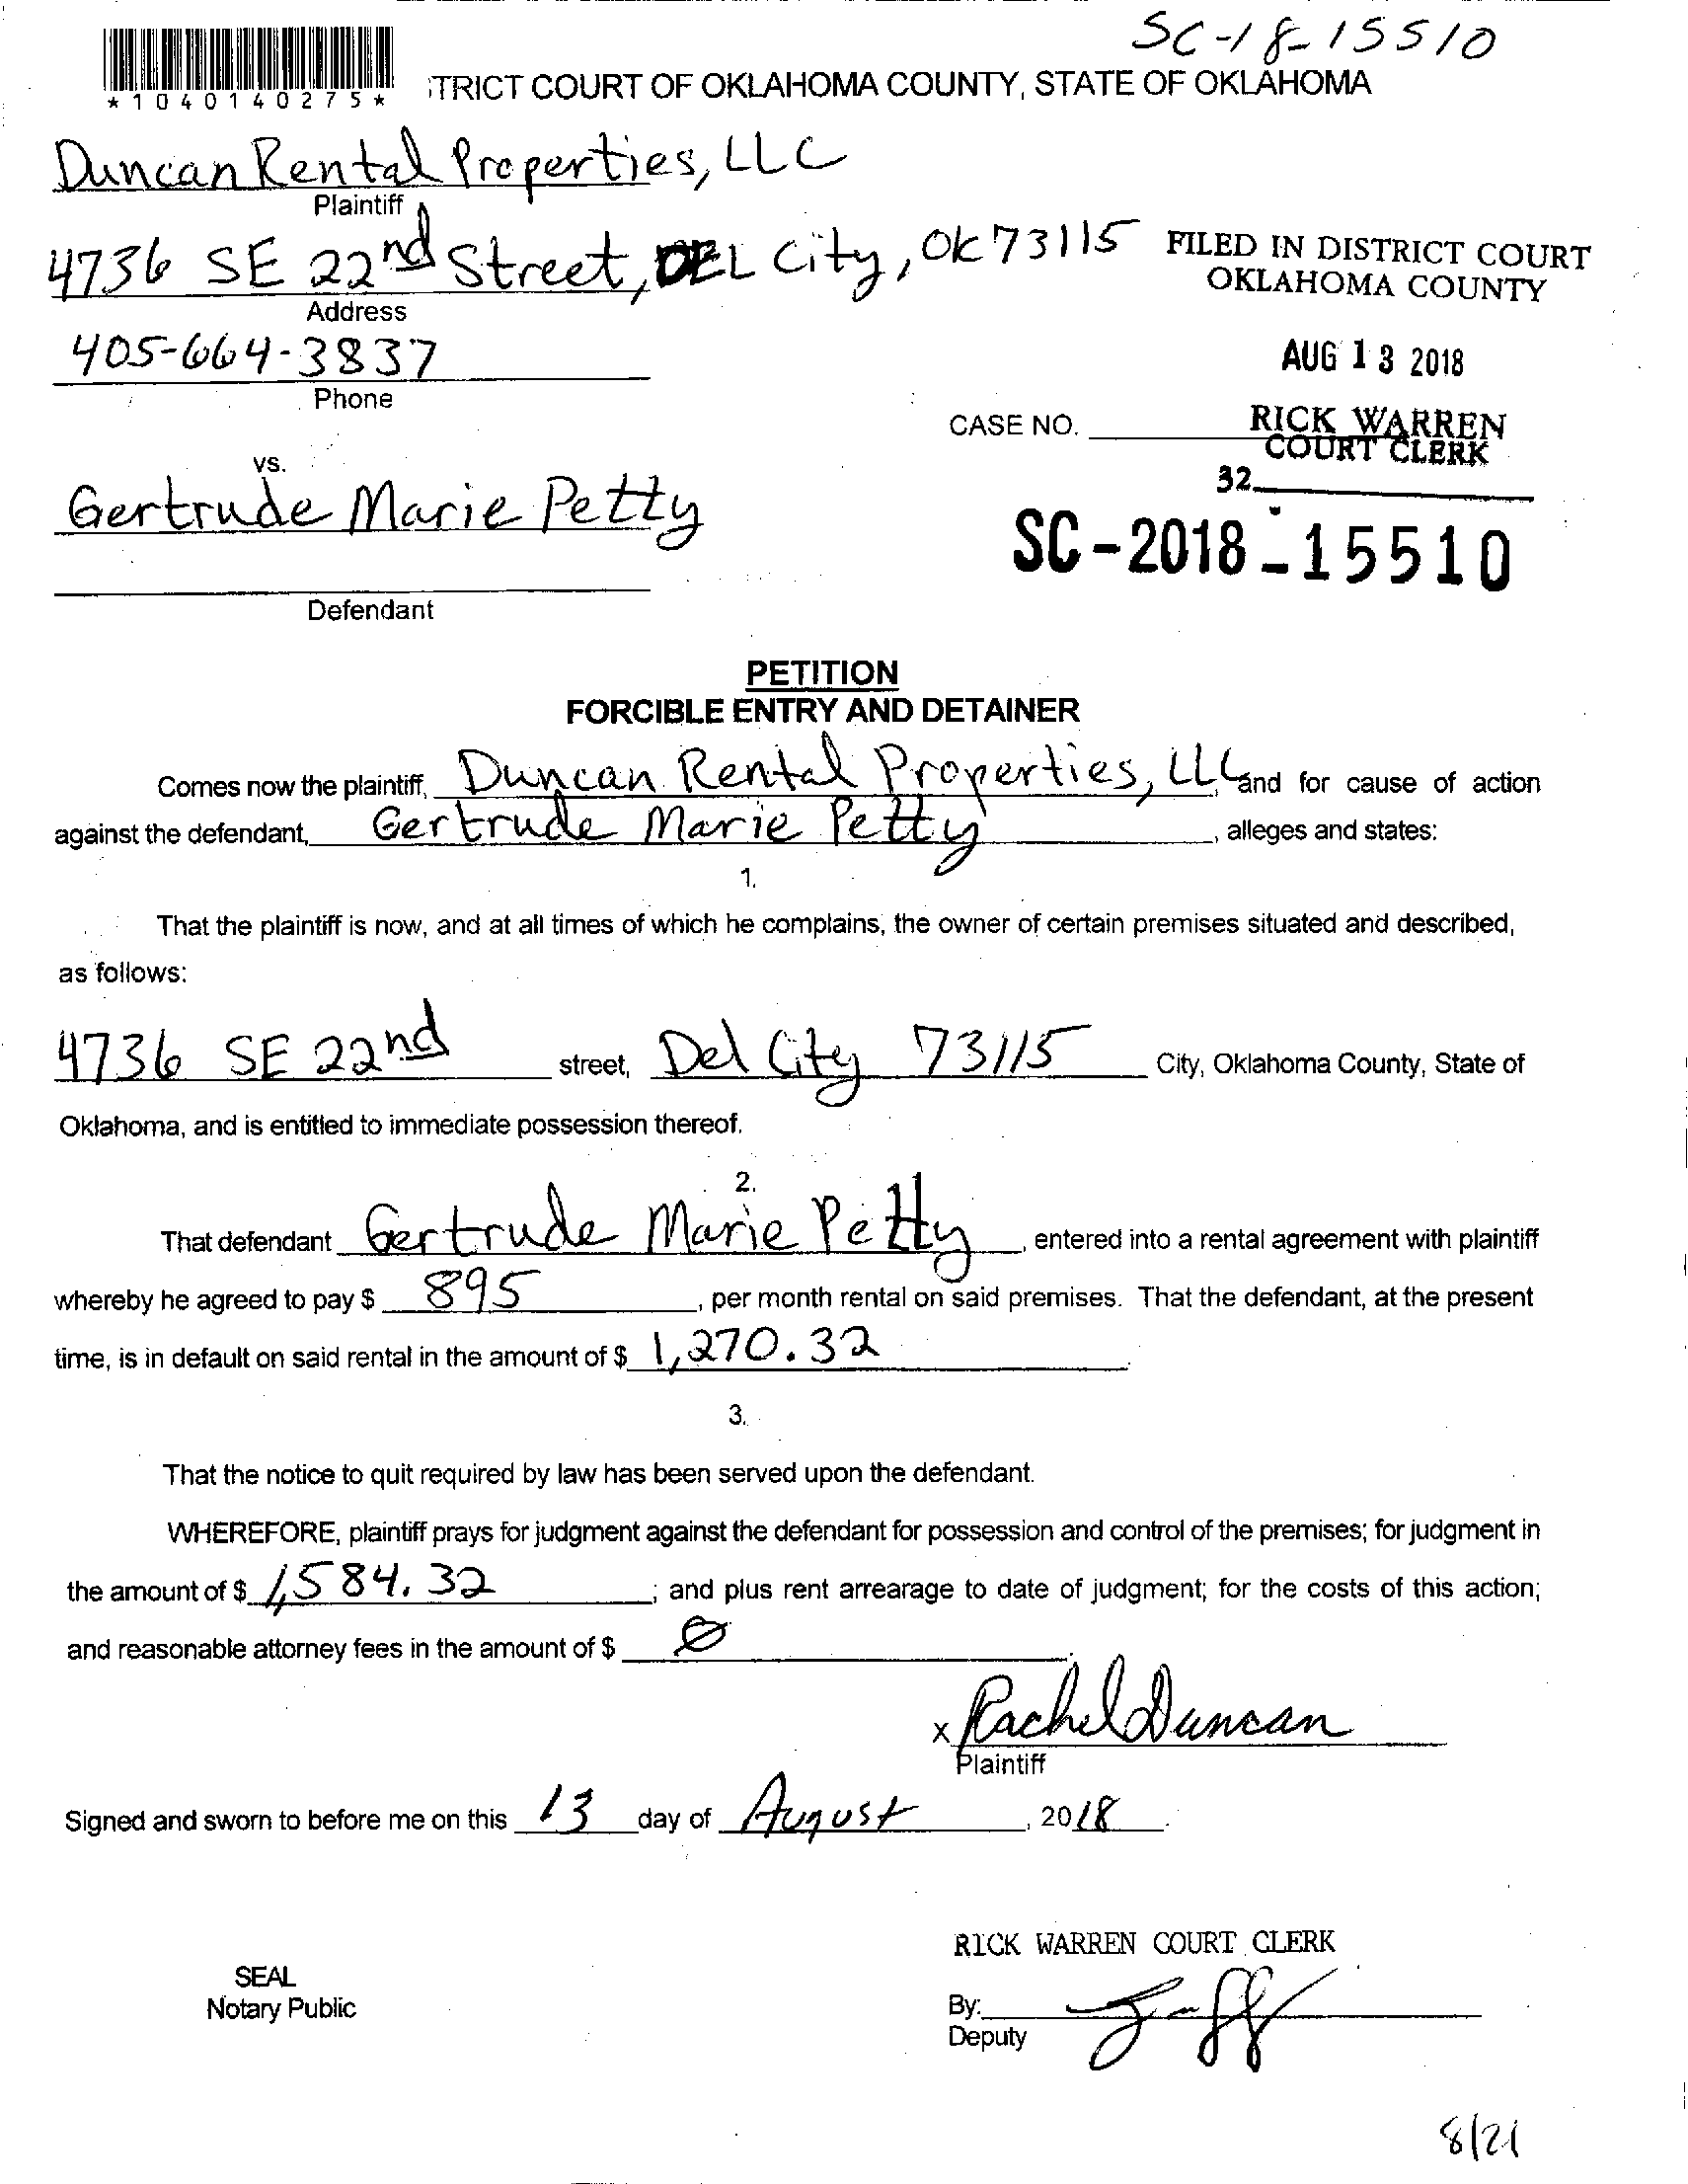 SC-18-15510
*1040140275*
TRICT COURT OF OKLAHOMA COUNTY, STATE OF OKLAHOMA
Duncan Rental Properties, LLC
Plaintiff
4736 SE 22nd Street, DEL City, OK 73115
FILED IN DISTRICT COURT
OKLAHOMA COUNTY
Address
405-664-3837
AUG 13 2018
Phone
CASE NO.
RICK WARREN
COURT CLERK
vs.
32
Gertrude Marie Petty
SC-2018-15510
Defendant
PETITION
FORCIBLE ENTRY AND DETAINER
Comes now the plaintiff, Duncan Rental Properties, LLC, and for cause of action
against the defendant, Gertrude Marie Petty, alleges and states:
1.
That the plaintiff is now, and at all times of which he complains, the owner of certain premises situated and described,
as follows:
4736 SE 22nd street, Del City 73115 City, Oklahoma County, State of
Oklahoma, and is entitled to immediate possession thereof.
2.
That defendant Gertrude Marie Petty, entered into a rental agreement with plaintiff
whereby he agreed to pay $ 895, per month rental on said premises. That the defendant, at the present
time, is in default on said rental in the amount of $ 1,270.32.
3.
That the notice to quit required by law has been served upon the defendant.
WHEREFORE, plaintiff prays for judgment against the defendant for possession and control of the premises; for judgment in
the amount of $ 1,584.32; and plus rent arrearage to date of judgment; for the costs of this action;
and reasonable attorney fees in the amount of $ Ø.
x Rachel Duncan
Plaintiff
Signed and sworn to before me on this 13 day of August, 2018.
RICK WARREN COURT CLERK
SEAL
Notary Public
By:
Deputy
8/21